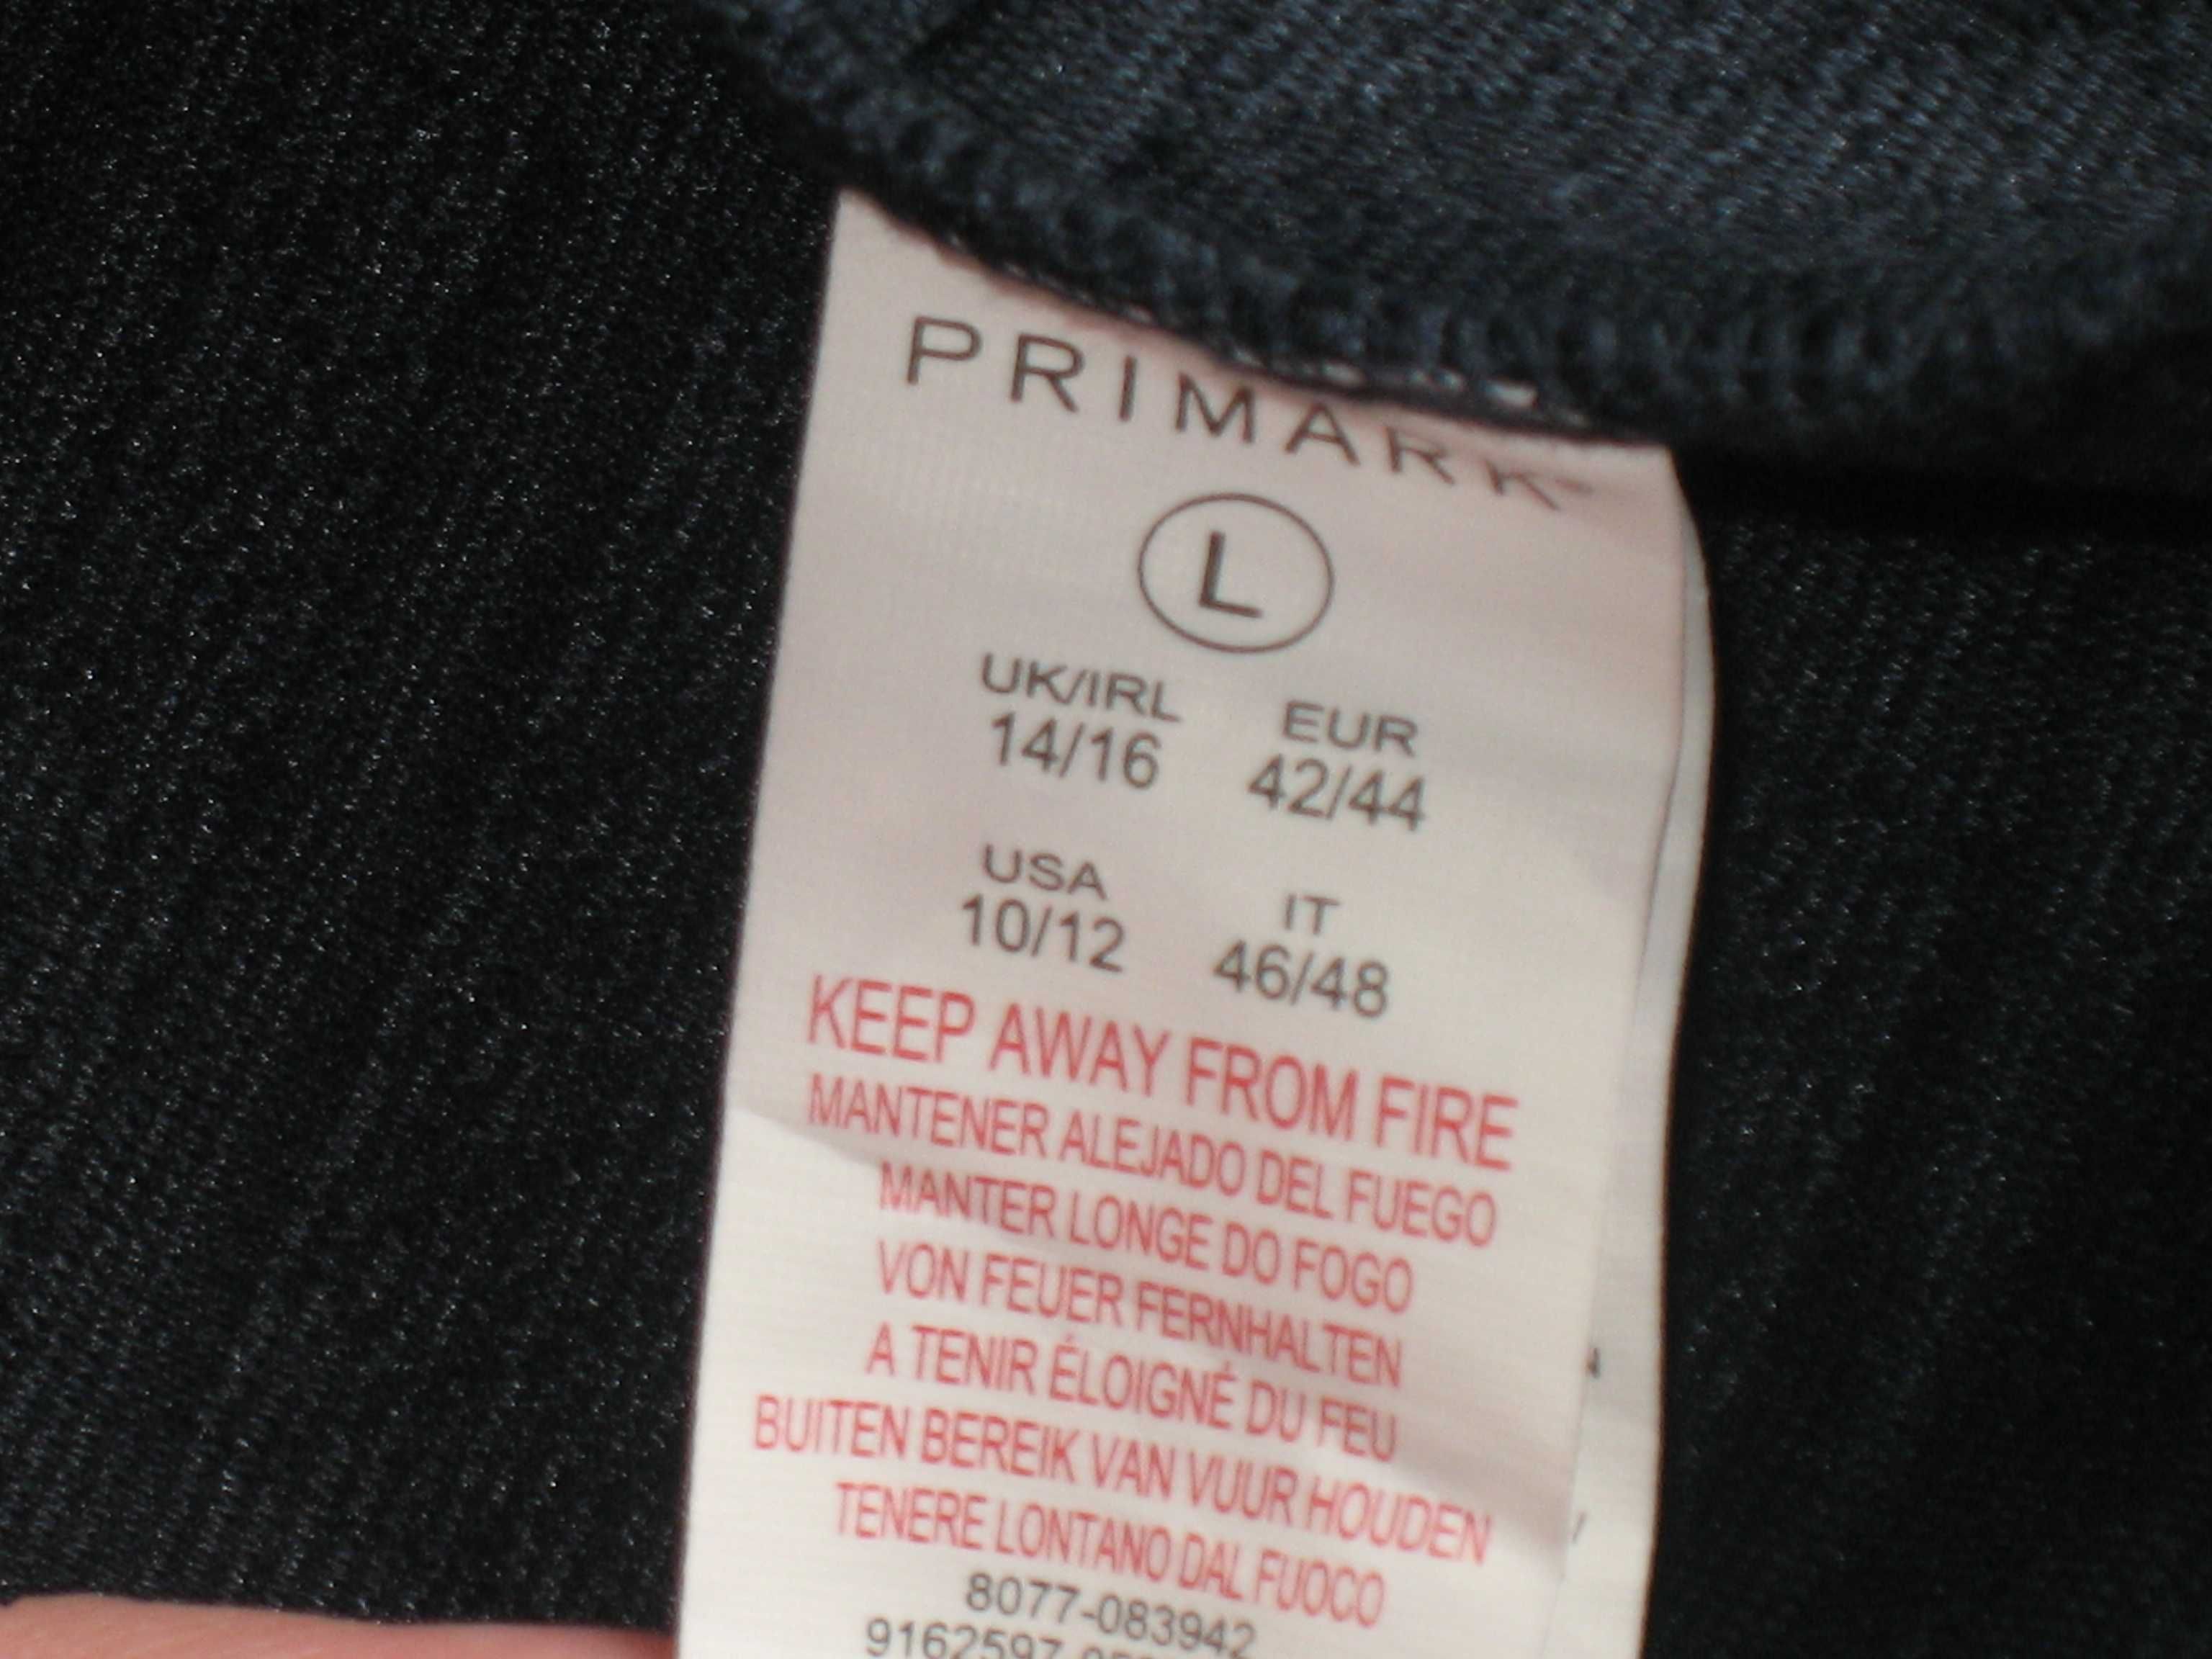 PRIMARK
L
UK/IRL EUR
14/16 42/44
USA IT
10/12 46/48
KEEP AWAY FROM FIRE
MANTENER ALEJADO DEL FUEGO
MANTER LONGE DO FOGO
VON FEUER FERNHALTEN
A TENIR ÉLOIGNÉ DU FEU
BUITEN BEREIK VAN VUUR HOUDEN
TENERE LONTANO DAL FUOCO
8077-083942